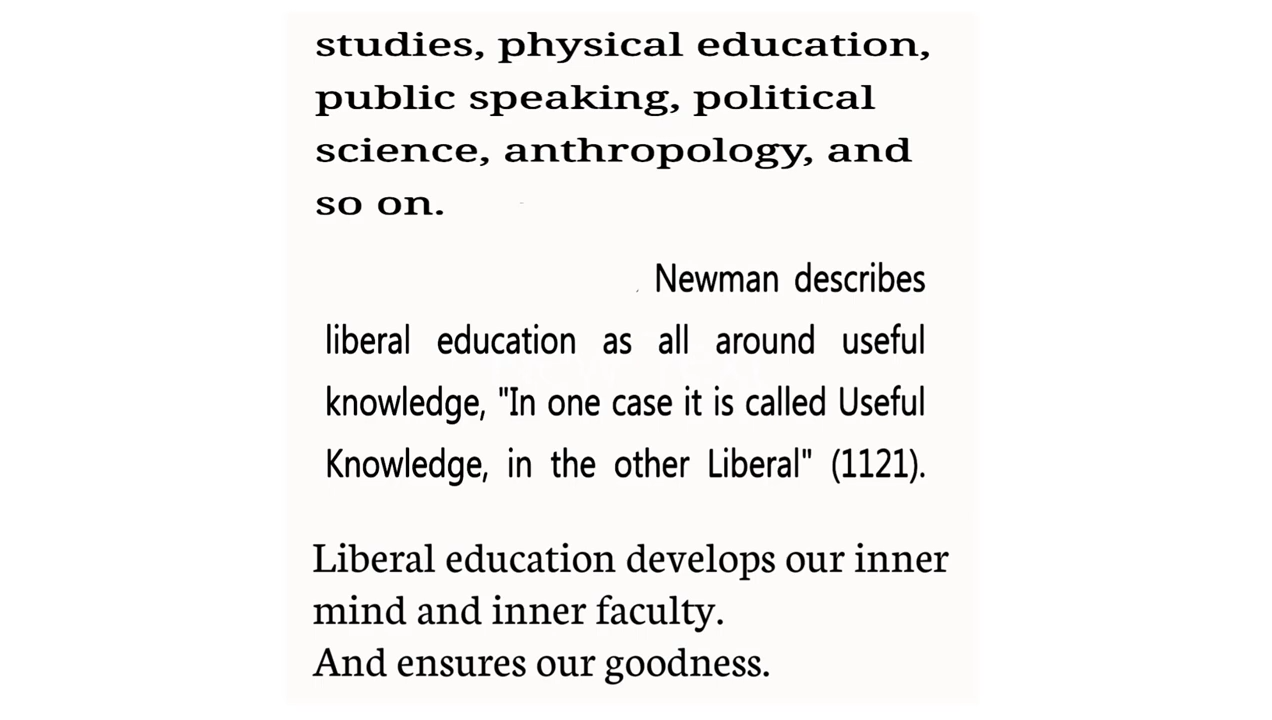 studies, physical education,
public speaking, political
science, anthropology, and
so on.
Newman describes
liberal education as all around useful
knowledge, "In one case it is called Useful
Knowledge, in the other Liberal" (1121).
Liberal education develops our inner
mind and inner faculty.
And ensures our goodness.